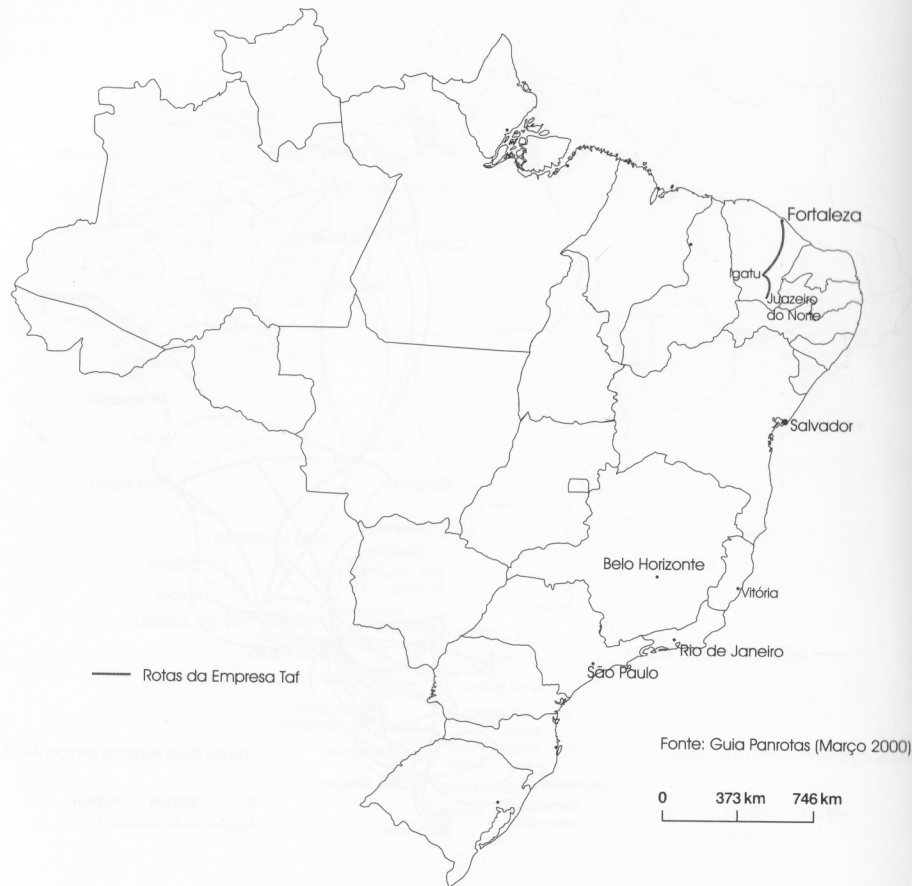 Fortaleza
Igatu
Juazeiro
do Norte
Salvador
Belo Horizonte
Vitória
Rio de Janeiro
São Paulo
Rotas da Empresa Taf
Fonte: Guia Panrotas (Março 2000)
0 373 km 746 km